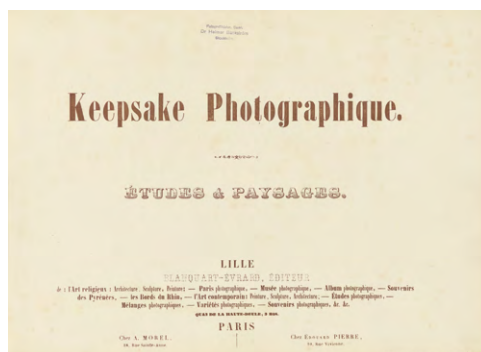 Keepsake Photographique.
ÉTUDES & PAYSAGES.
LILLE
BLANQUART-ÉVRARD, ÉDITEUR
de : l'Art religieux : Architecture, Sculpture, Peinture; — Paris photographique, — Musée photographique, — Album photographique, — Souvenirs
des Pyrénées, — les Bords du Rhin, — l'Art contemporain: Peinture, Sculpture, Architecture; — Études photographiques, —
Mélanges photographiques, — Variétés photographiques, — Souvenirs photographiques, &c. &c.
QUAI DE LA HAUTE-DEULE, 2 BIS.
PARIS
Chez A. MOREL,
Chez EDOUARD PIERRE,